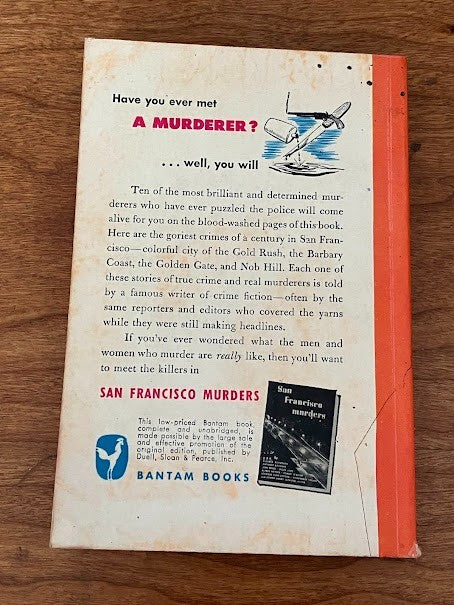 Have you ever met
A MURDERER?
... well, you will
Ten of the most brilliant and determined mur-
derers who have ever puzzled the police will come
alive for you on the blood-washed pages of this book.
Here are the goriest crimes of a century in San Fran-
cisco—colorful city of the Gold Rush, the Barbary
Coast, the Golden Gate, and Nob Hill. Each one of
these stories of true crime and real murderers is told
by a famous writer of crime fiction—often by the
same reporters and editors who covered the yarns
while they were still making headlines.
If you've ever wondered what the men and
women who murder are really like, then you'll want
to meet the killers in
SAN FRANCISCO MURDERS
San
Francisco
murders
This low-priced Bantam book,
complete and unabridged, is
made possible by the large sale
and effective promotion of the
original edition, published by
Duell, Sloan & Pearce, Inc.
BANTAM BOOKS